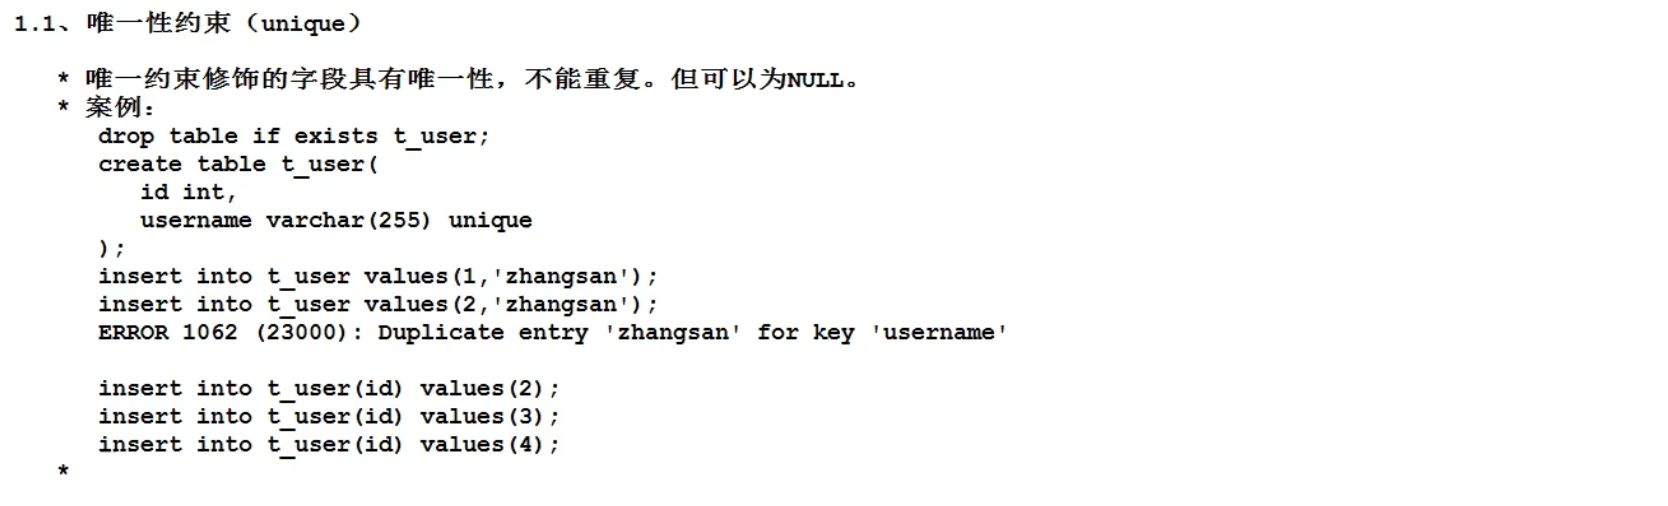 1.1、唯一性约束（unique）
* 唯一约束修饰的字段具有唯一性，不能重复。但可以为NULL。
* 案例：
drop table if exists t_user;
create table t_user(
id int,
username varchar(255) unique
);
insert into t_user values(1,'zhangsan');
insert into t_user values(2,'zhangsan');
ERROR 1062 (23000): Duplicate entry 'zhangsan' for key 'username'
insert into t_user(id) values(2);
insert into t_user(id) values(3);
insert into t_user(id) values(4);
*